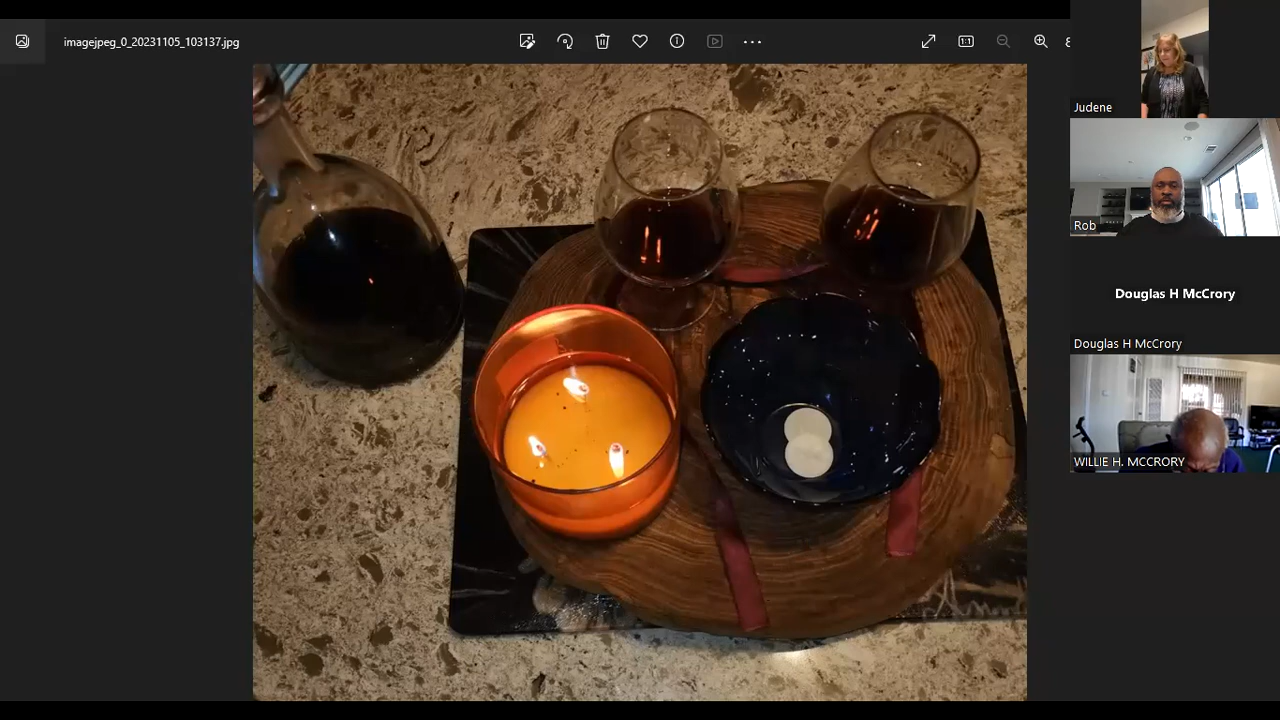 imagejpeg_0_20231105_103137.jpg
Judene
Rob
Douglas H McCrory
Douglas H McCrory
WILLIE H. MCCRORY